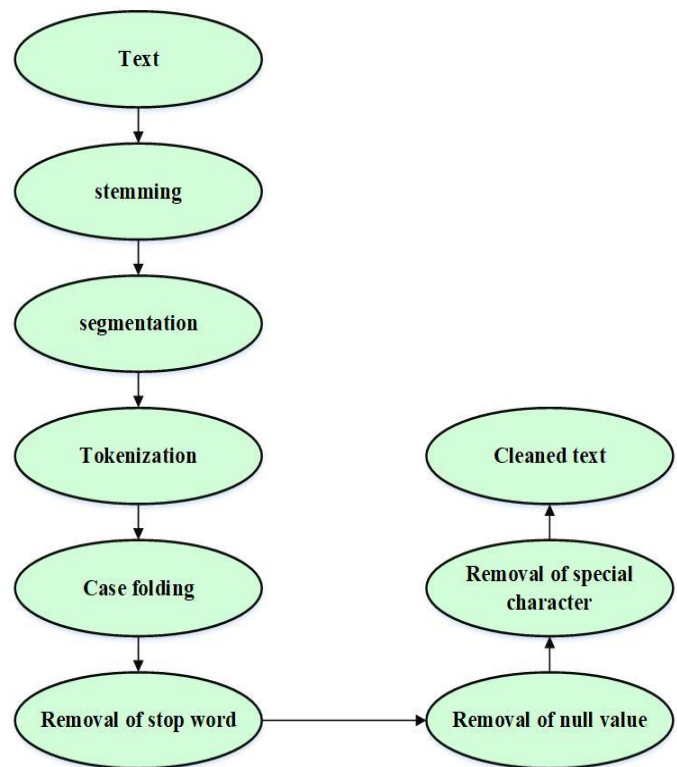 Text
stemming
segmentation
Tokenization
Case folding
Removal of stop word
Removal of null value
Removal of special
character
Cleaned text